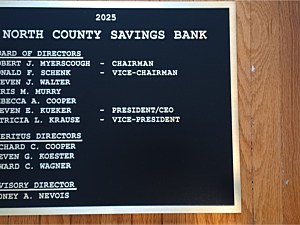 2025
NORTH COUNTY SAVINGS BANK
OARD OF DIRECTORS
OBERT J. MYERSCOUGH - CHAIRMAN
ONALD F. SCHENK - VICE-CHAIRMAN
EVEN J. WALTER
RIS M. MURRY
BECCA A. COOPER
EVEN E. KUEKER - PRESIDENT/CEO
TRICIA L. KRAUSE - VICE-PRESIDENT
ERITUS DIRECTORS
CHARD C. COOPER
EVEN G. KOESTER
WARD C. WAGNER
VISORY DIRECTOR
DNEY A. NEVOIS